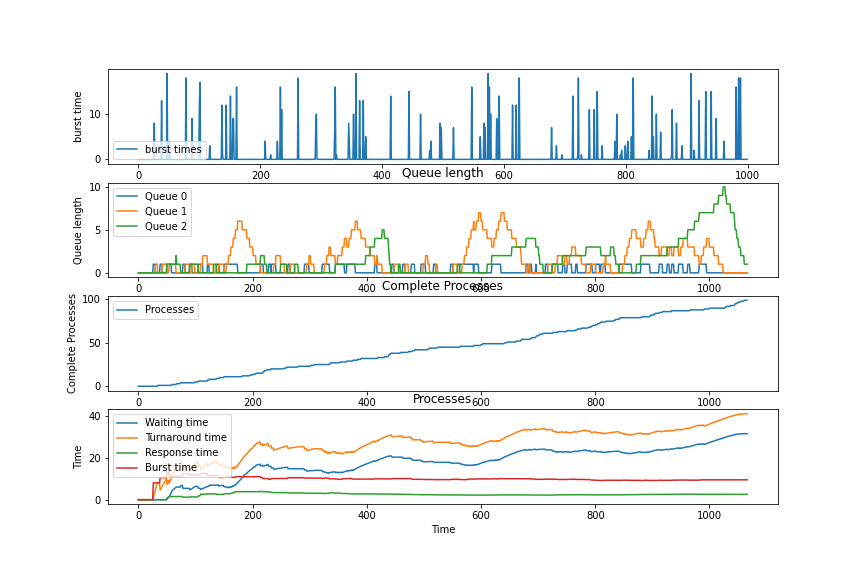 10
0
burst time
burst times
0 200 400 600 800 1000
Queue length
10
5
0
Queue length
Queue 0
Queue 1
Queue 2
0 200 400 600 800 1000
Complete Processes
100
50
0
Complete Processes
Processes
0 200 400 600 800 1000
Processes
40
20
0
Time
Waiting time
Turnaround time
Response time
Burst time
0 200 400 600 800 1000
Time